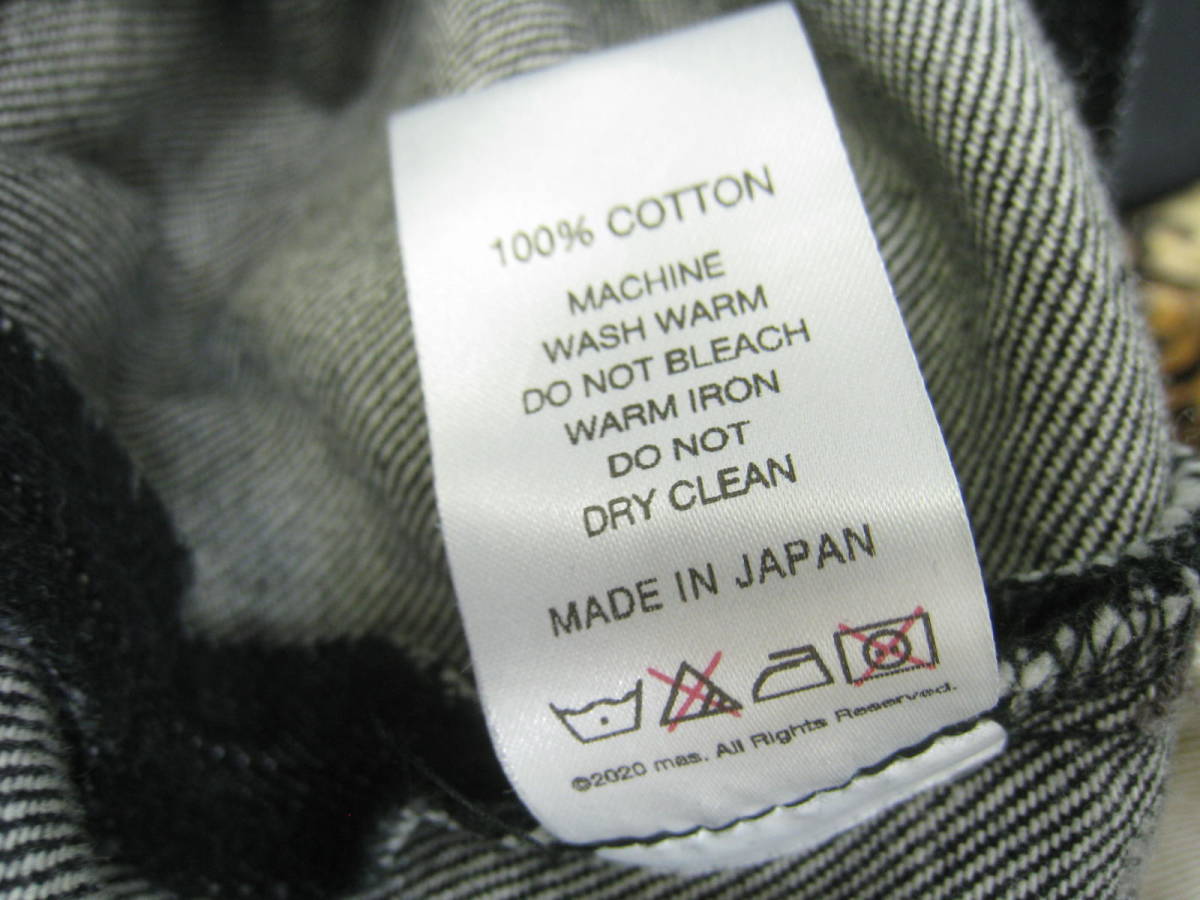 100% COTTON
MACHINE
WASH WARM
DO NOT BLEACH
WARM IRON
DO NOT
DRY CLEAN
MADE IN JAPAN
©2020 mas. All Rights Reserved.